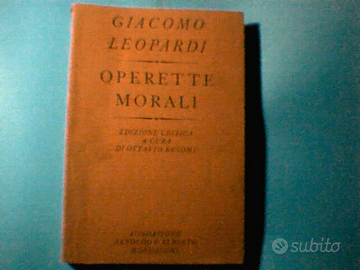 GIACOMO
LEOPARDI
OPERETTE
MORALI
EDIZIONE CRITICA
A CURA
DI OTTAVIO BESOMI
FONDAZIONE
ARNOLDO E ALBERTO
MONDADORI
subito